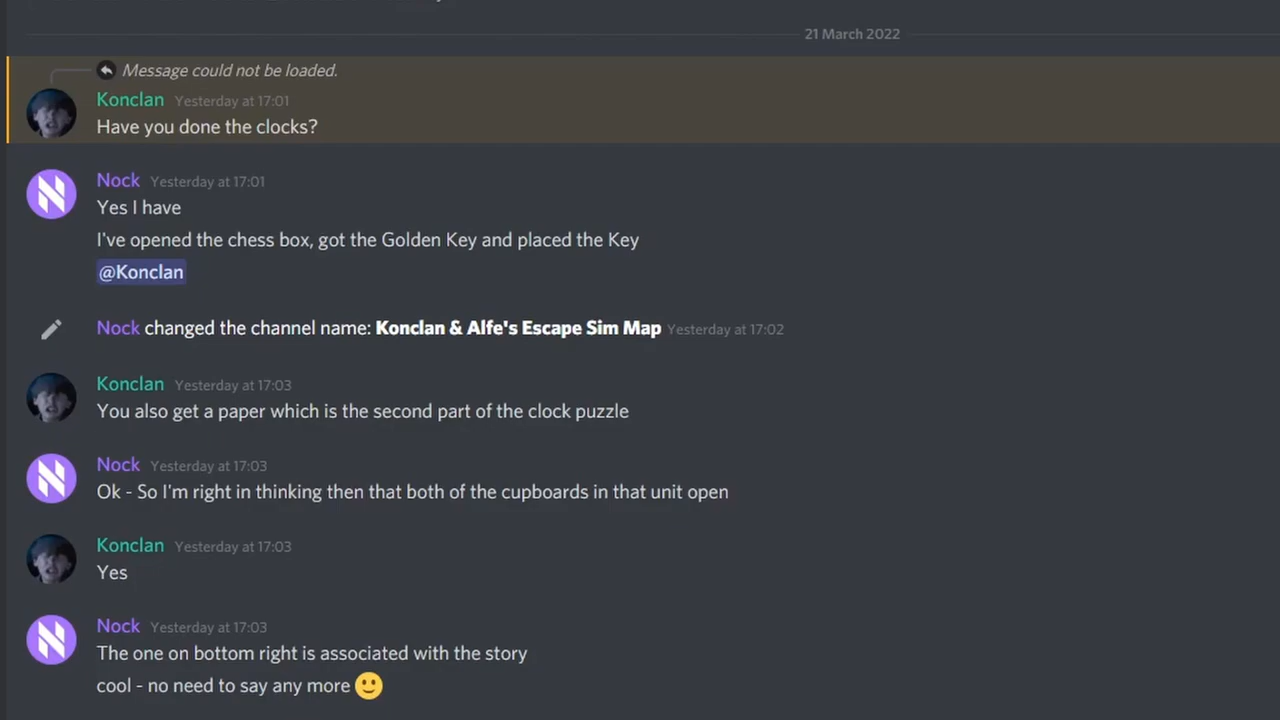 21 March 2022
Message could not be loaded.
Konclan Yesterday at 17:01
Have you done the clocks?
Nock Yesterday at 17:01
Yes I have
I've opened the chess box, got the Golden Key and placed the Key
@Konclan
Nock changed the channel name: Konclan & Alfe's Escape Sim Map Yesterday at 17:02
Konclan Yesterday at 17:03
You also get a paper which is the second part of the clock puzzle
Nock Yesterday at 17:03
Ok - So I'm right in thinking then that both of the cupboards in that unit open
Konclan Yesterday at 17:03
Yes
Nock Yesterday at 17:03
The one on bottom right is associated with the story
cool - no need to say any more 🙂